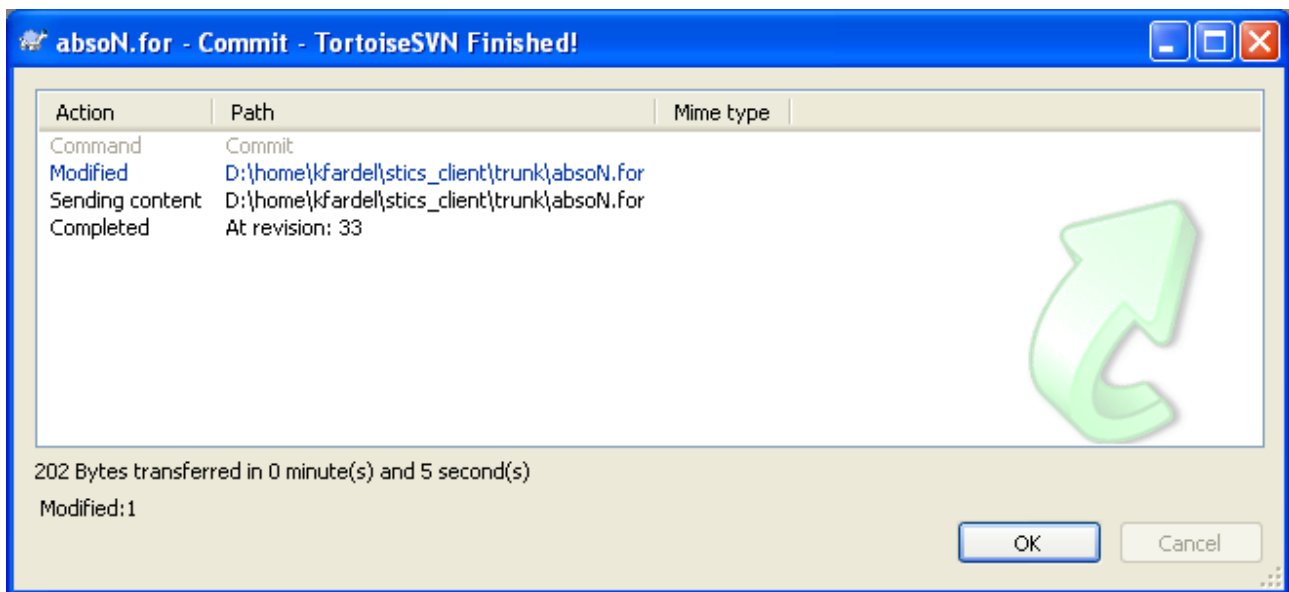 absoN.for - Commit - TortoiseSVN Finished!
Action Path Mime type
Command Commit
Modified D:\home\kfardel\stics_client\trunk\absoN.for
Sending content D:\home\kfardel\stics_client\trunk\absoN.for
Completed At revision: 33
202 Bytes transferred in 0 minute(s) and 5 second(s)
Modified:1
OK Cancel